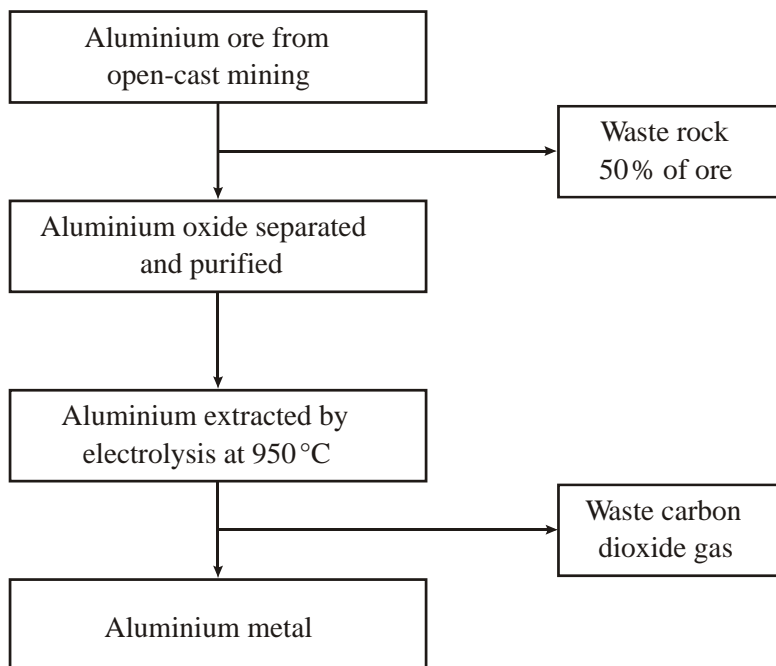 Aluminium ore from
open-cast mining
Waste rock
50% of ore
Aluminium oxide separated
and purified
Aluminium extracted by
electrolysis at 950°C
Waste carbon
dioxide gas
Aluminium metal